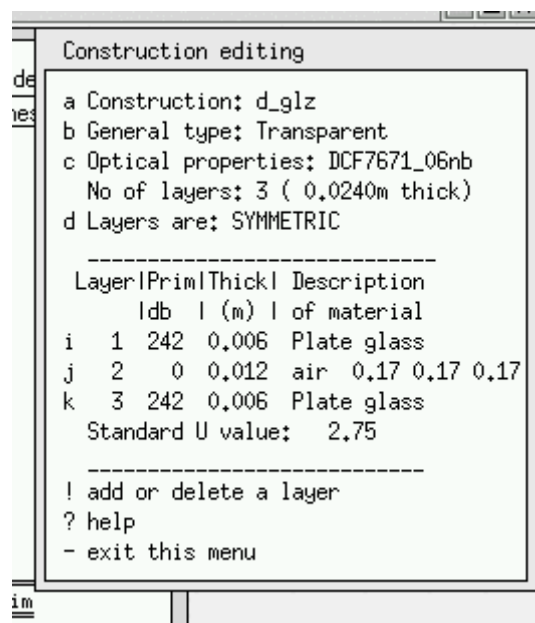 Construction editing
de
nes
a Construction: d_glz
b General type: Transparent
c Optical properties: DCF7671_06nb
No of layers: 3 ( 0.0240m thick)
d Layers are: SYMMETRIC
Layer|Prim|Thick| Description
|db | (m) | of material
i 1 242 0.006 Plate glass
j 2 0 0.012 air 0.17 0.17 0.17
k 3 242 0.006 Plate glass
Standard U value: 2.75
! add or delete a layer
? help
- exit this menu
im